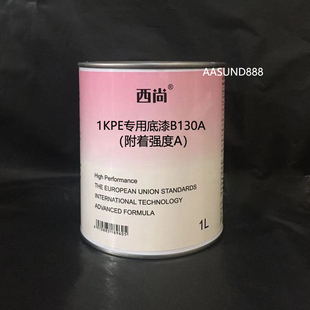 AASUND888
西尚®
1KPE专用底漆B130A
(附着强度A)
High Performance
THE EUROPEAN UNION STANDARDS
INTERNATIONAL TECHNOLOGY
ADVANCED FORMULA
1L